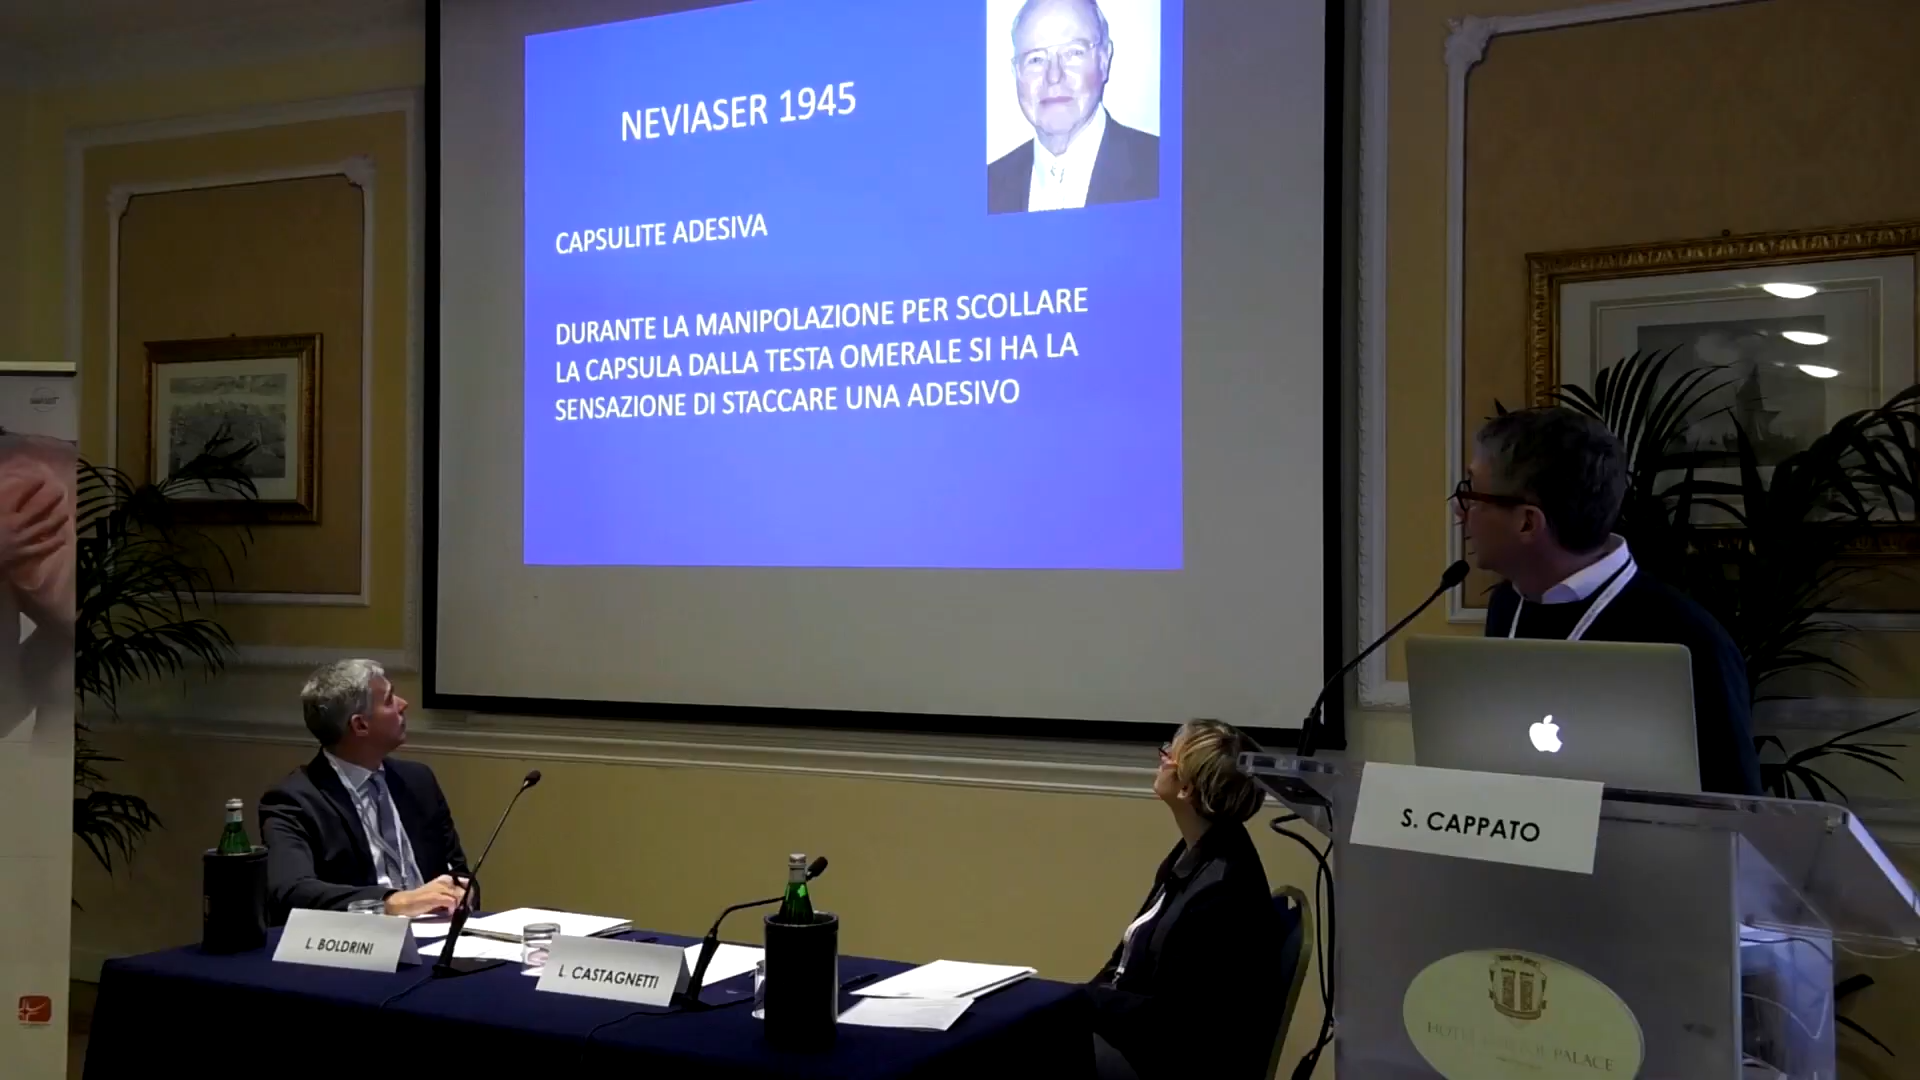 NEVIASER 1945
CAPSULITE ADESIVA
DURANTE LA MANIPOLAZIONE PER SCOLLARE
LA CAPSULA DALLA TESTA OMERALE SI HA LA
SENSAZIONE DI STACCARE UNA ADESIVO
S. CAPPATO
L. BOLDRINI
L. CASTAGNETTI
PALACE